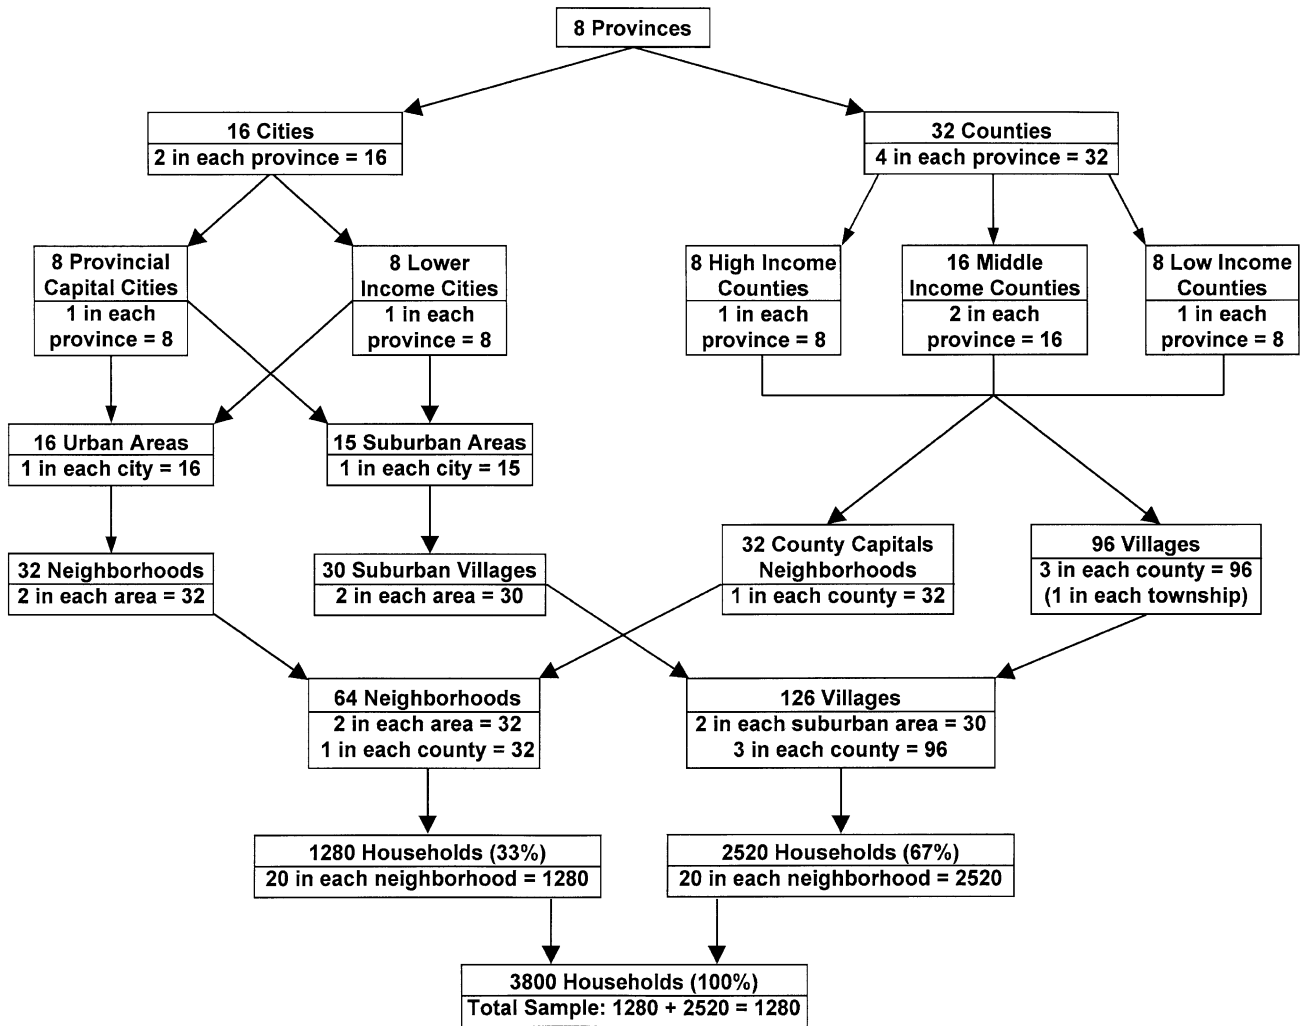 8 Provinces
16 Cities
2 in each province = 16
32 Counties
4 in each province = 32
8 Provincial
Capital Cities
1 in each
province = 8
8 Lower
Income Cities
1 in each
province = 8
8 High Income
Counties
1 in each
province = 8
16 Middle
Income Counties
2 in each
province = 16
8 Low Income
Counties
1 in each
province = 8
16 Urban Areas
1 in each city = 16
15 Suburban Areas
1 in each city = 15
32 Neighborhoods
2 in each area = 32
30 Suburban Villages
2 in each area = 30
32 County Capitals
Neighborhoods
1 in each county = 32
96 Villages
3 in each county = 96
(1 in each township)
64 Neighborhoods
2 in each area = 32
1 in each county = 32
126 Villages
2 in each suburban area = 30
3 in each county = 96
1280 Households (33%)
20 in each neighborhood = 1280
2520 Households (67%)
20 in each neighborhood = 2520
3800 Households (100%)
Total Sample: 1280 + 2520 = 1280